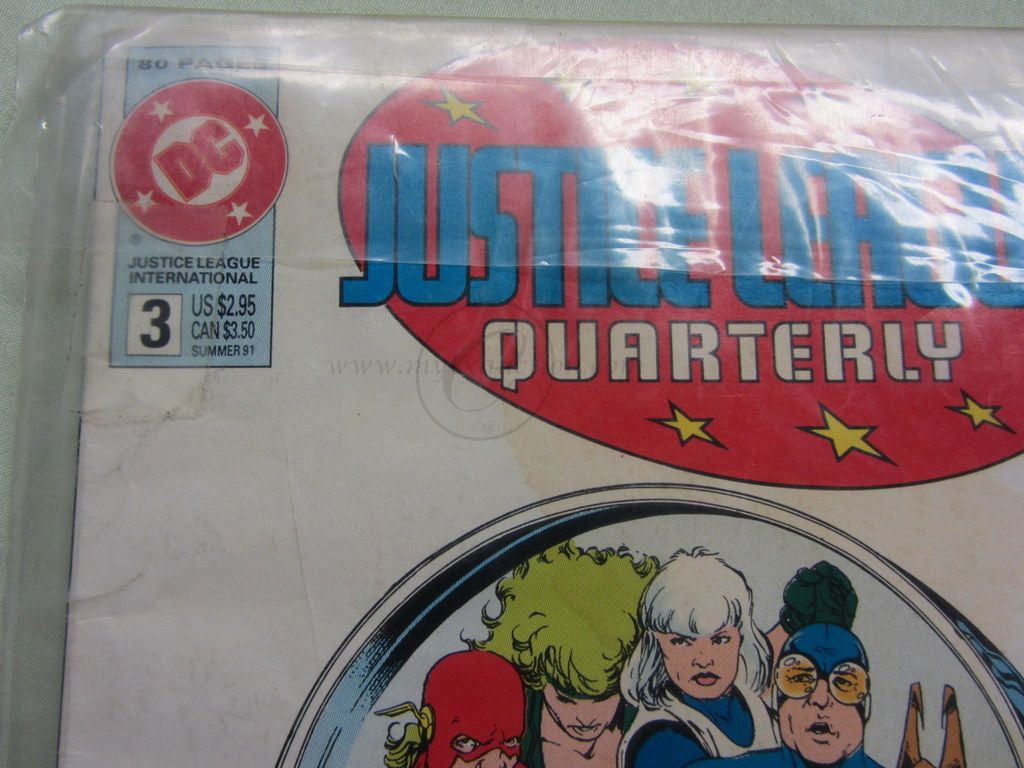 80 PAGES
DC
®
JUSTICE LEAGUE
INTERNATIONAL
3
US $2.95
CAN $3.50
SUMMER 91
JUSTICE LEAGUE
QUARTERLY